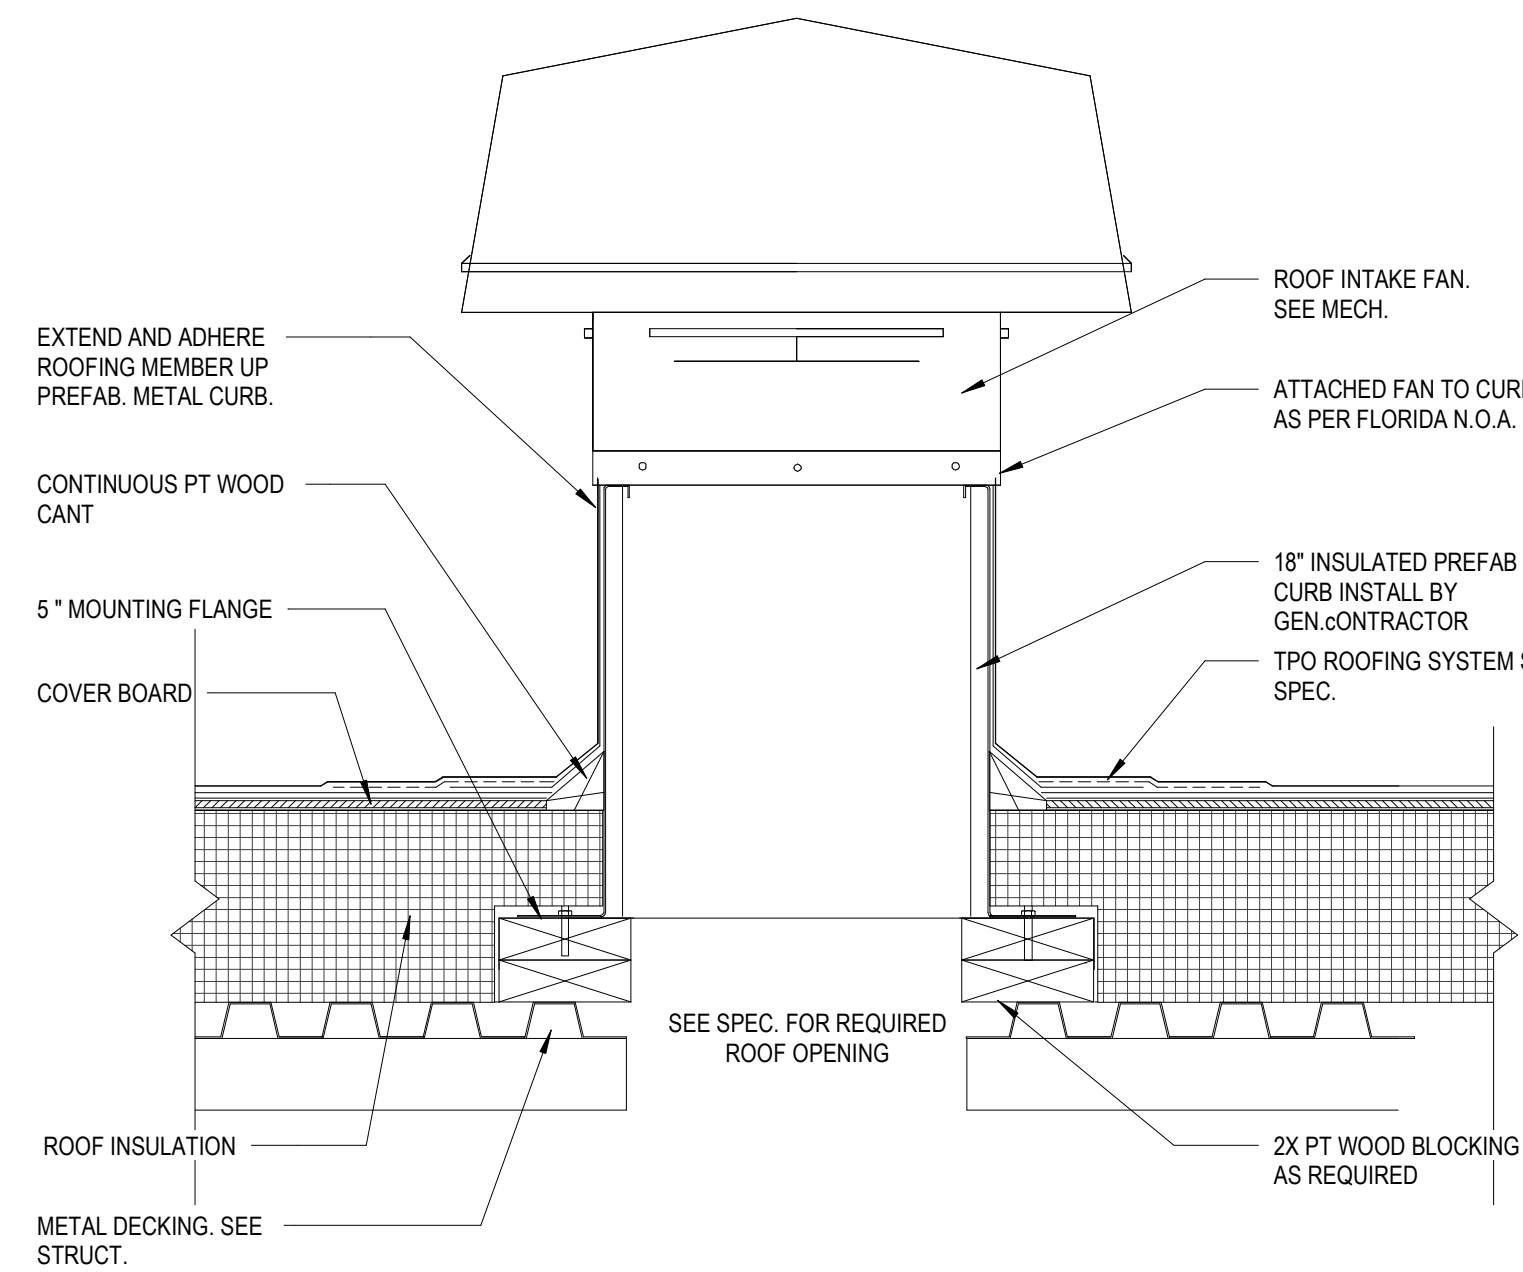 EXTEND AND ADHERE
ROOFING MEMBER UP
PREFAB. METAL CURB.
CONTINUOUS PT WOOD
CANT
5 " MOUNTING FLANGE
COVER BOARD
ROOF INSULATION
METAL DECKING. SEE
STRUCT.
SEE SPEC. FOR REQUIRED
ROOF OPENING
ROOF INTAKE FAN.
SEE MECH.
ATTACHED FAN TO
AS PER FLORIDA N.O.A.
18" INSULATED PREFAB
CURB INSTALL BY
GEN.cONTRACTOR
TPO ROOFING SYSTEM
SPEC.
2X PT WOOD BLOCKING
AS REQUIRED